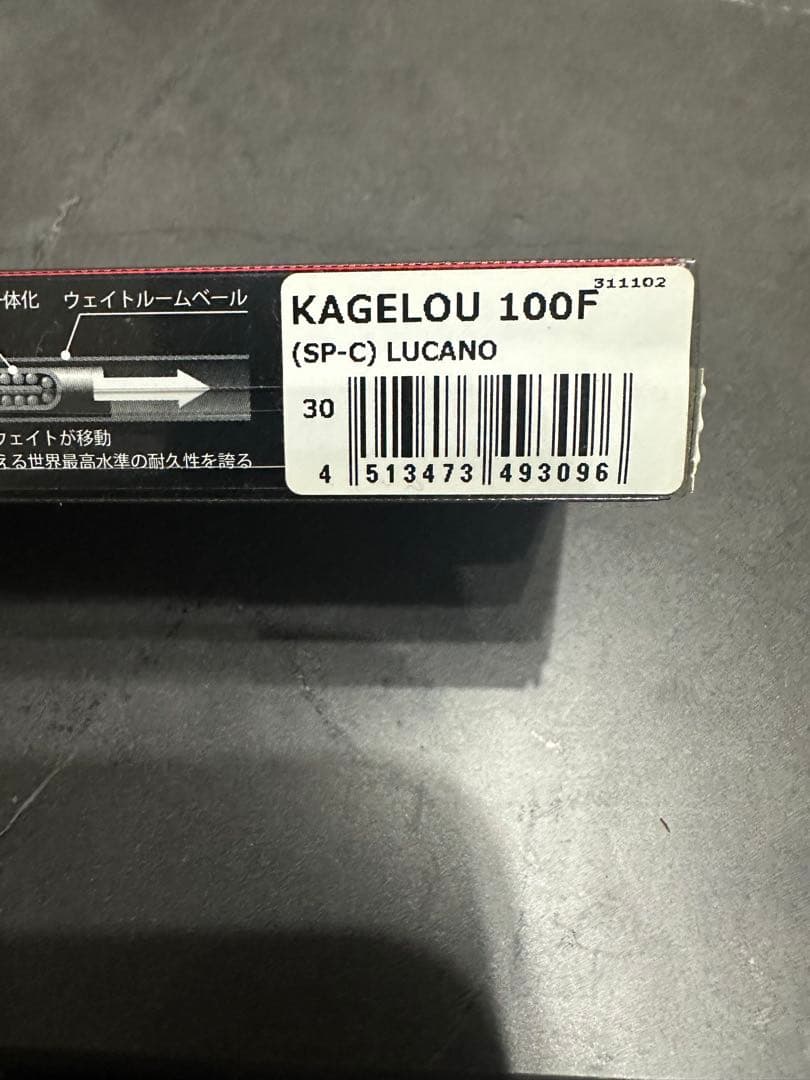 体化 ウェイトルームベール
ウェイトが移動
える世界最高水準の耐久性を誇る
311102
KAGELOU 100F
(SP-C) LUCANO
30
4 513473 493096